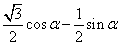 √3/2 cos α − 1/2 sin α